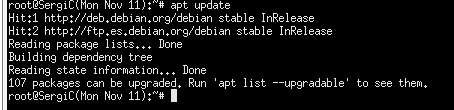 root@SergiC(Mon Nov 11):~# apt update
Hit:1 http://deb.debian.org/debian stable InRelease
Hit:2 http://ftp.es.debian.org/debian stable InRelease
Reading package lists... Done
Building dependency tree
Reading state information... Done
107 packages can be upgraded. Run 'apt list --upgradable' to see them.
root@SergiC(Mon Nov 11):~#